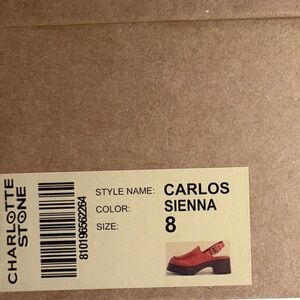 CHARLOTTE
STONE
810196562264
STYLE NAME: CARLOS
COLOR: SIENNA
SIZE: 8